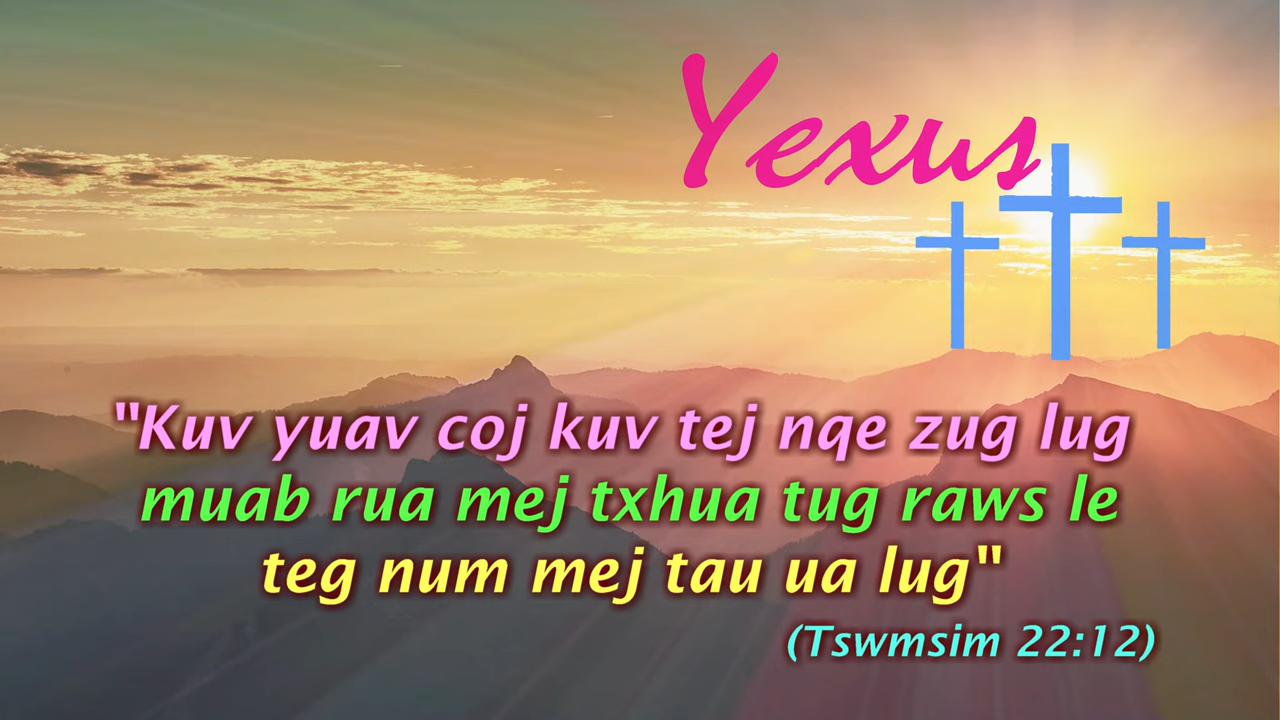 Yexus
"Kuv yuav coj kuv tej nqe zug lug
muab rua mej txhua tug raws le
teg num mej tau ua lug"
(Tswmsim 22:12)